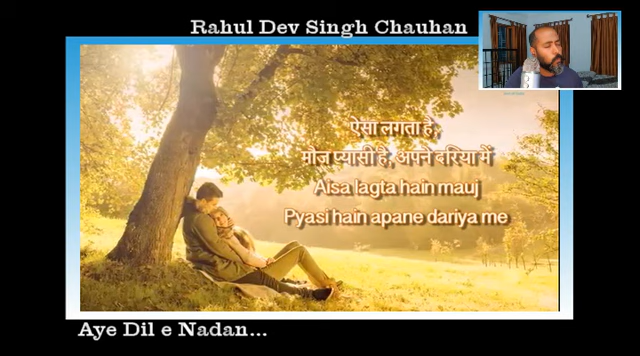 Rahul Dev Singh Chauhan
ऐसा लगता है,
मौज प्यासी है, अपने दरिया में
Aisa lagta hain mauj
Pyasi hain apane dariya me
Aye Dil e Nadan...